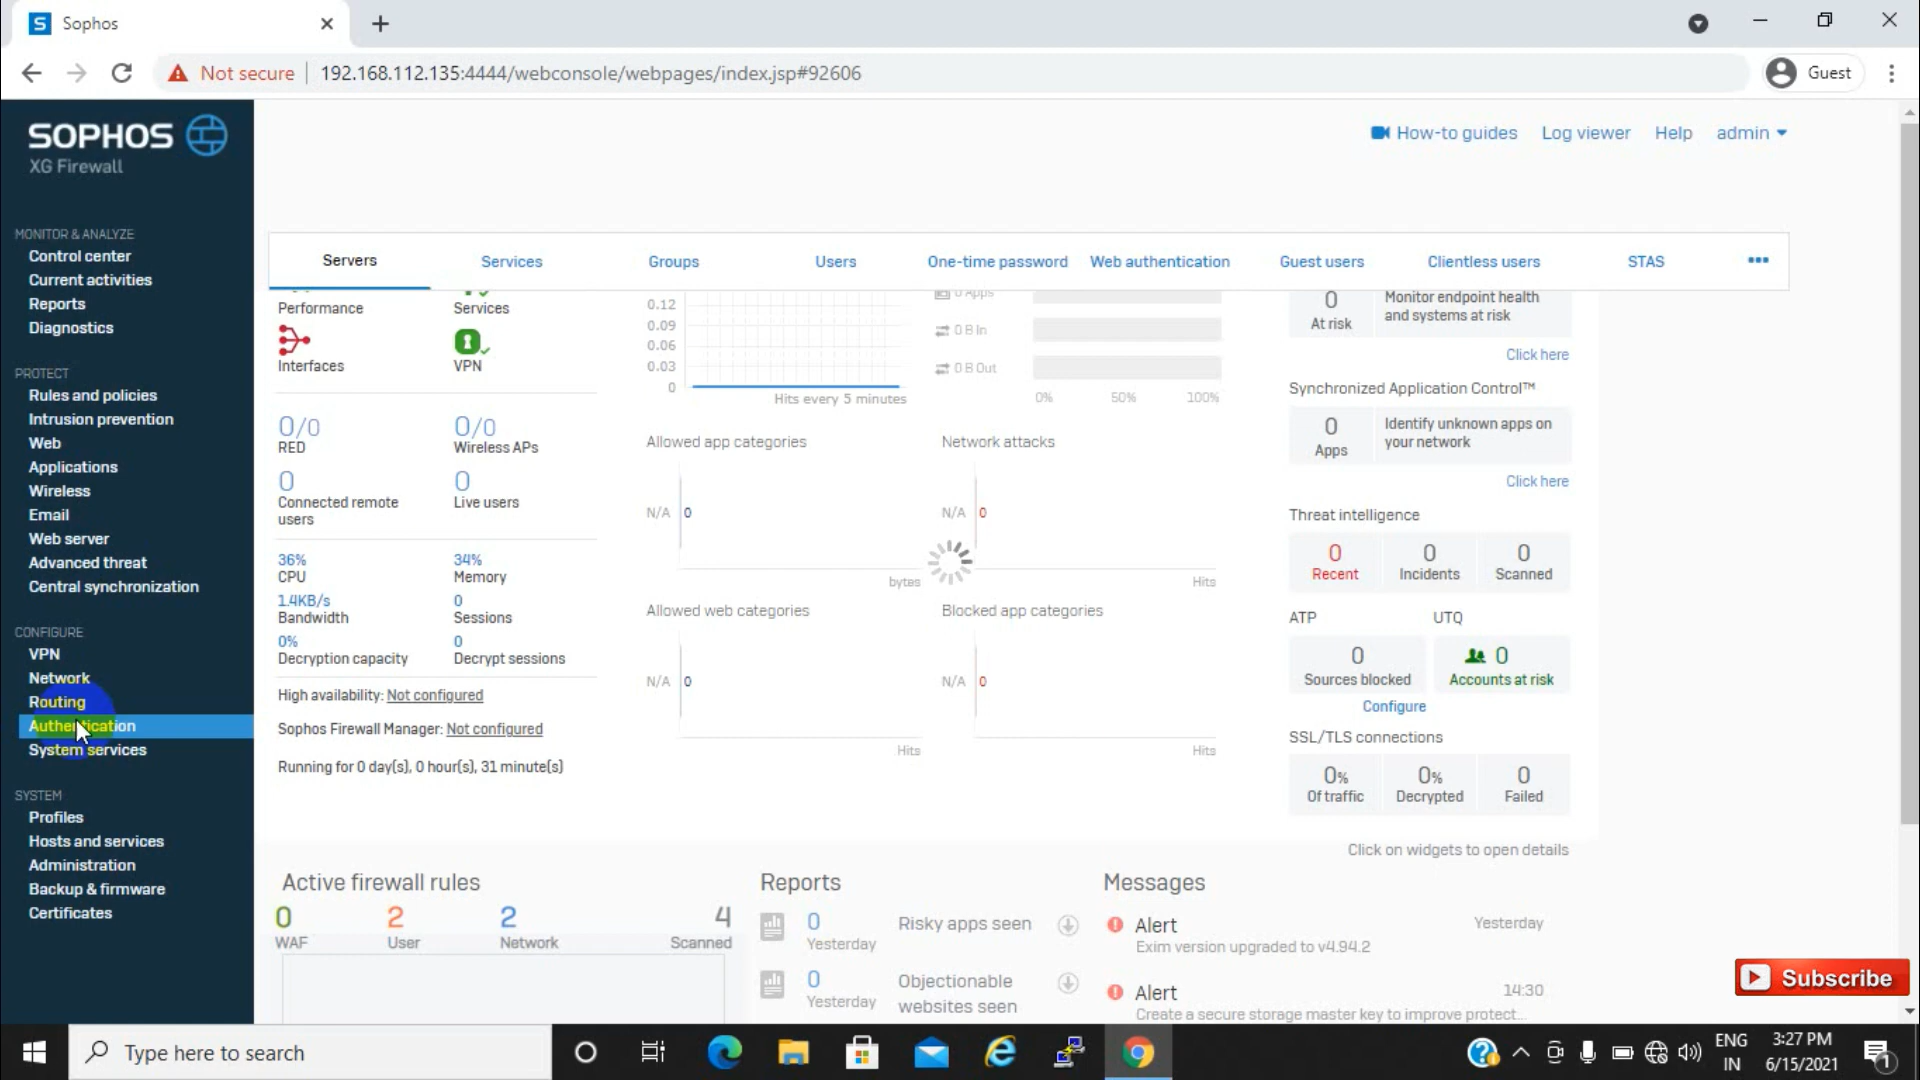 Sophos
Not secure
192.168.112.135:4444/webconsole/webpages/index.jsp#92606
Guest
SOPHOS
XG Firewall
How-to guides
Log viewer
Help
admin
MONITOR & ANALYZE
Control center
Current activities
Reports
Diagnostics
PROTECT
Rules and policies
Intrusion prevention
Web
Applications
Wireless
Email
Web server
Advanced threat
Central synchronization
CONFIGURE
VPN
Network
Routing
Authentication
System services
SYSTEM
Profiles
Hosts and services
Administration
Backup & firmware
Certificates
Servers
Services
Groups
Users
One-time password
Web authentication
Guest users
Clientless users
STAS
Performance
Services
Interfaces
VPN
0/0
RED
0/0
Wireless APs
0
Connected remote
users
0
Live users
36%
CPU
34%
Memory
1.4KB/s
Bandwidth
0
Sessions
0%
Decryption capacity
0
Decrypt sessions
High availability: Not configured
Sophos Firewall Manager: Not configured
Running for 0 day(s), 0 hour(s), 31 minute(s)
0.12
0.09
0.06
0.03
0
Hits every 5 minutes
0 Apps
0 B In
0 B Out
0%
50%
100%
Allowed app categories
N/A
0
bytes
Network attacks
N/A
0
Hits
Allowed web categories
N/A
0
Hits
Blocked app categories
N/A
0
Hits
0
At risk
Monitor endpoint health
and systems at risk
Click here
Synchronized Application Control™
0
Apps
Identify unknown apps on
your network
Click here
Threat intelligence
0
Recent
0
Incidents
0
Scanned
ATP
UTQ
0
Sources blocked
0
Accounts at risk
Configure
SSL/TLS connections
0%
Of traffic
0%
Decrypted
0
Failed
Click on widgets to open details
Active firewall rules
0
WAF
2
User
2
Network
4
Scanned
Reports
0
Yesterday
Risky apps seen
0
Yesterday
Objectionable
websites seen
Messages
Alert
Yesterday
Exim version upgraded to v4.94.2
Alert
14:30
Create a secure storage master key to improve protect...
Subscribe
Type here to search
ENG
IN
3:27 PM
6/15/2021
1